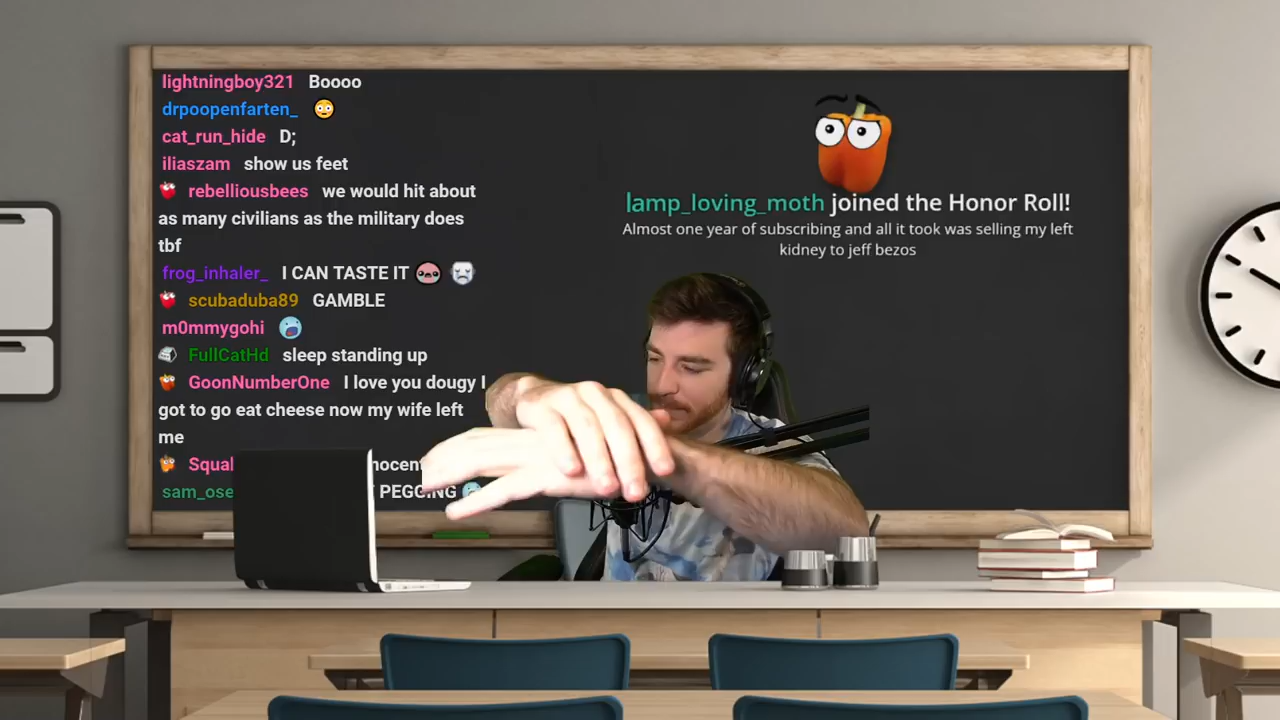 lightningboy321 Boooo
drpoopenfarten_
cat_run_hide D;
iliaszam show us feet
rebelliousbees we would hit about
as many civilians as the military does
tbf
frog_inhaler_ I CAN TASTE IT
scubaduba89 GAMBLE
m0mmygohi
FullCatHd sleep standing up
GoonNumberOne I love you dougy I
got to go eat cheese now my wife left
me
PEGGING
lamp_loving_moth joined the Honor Roll!
Almost one year of subscribing and all it took was selling my left
kidney to jeff bezos